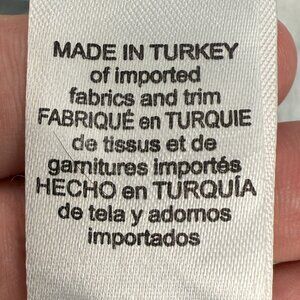 MADE IN TURKEY
of imported
fabrics and trim
FABRIQUÉ en TURQUIE
de tissus et de
garnitures importés
HECHO en TURQUÍA
de tela y adornos
importados